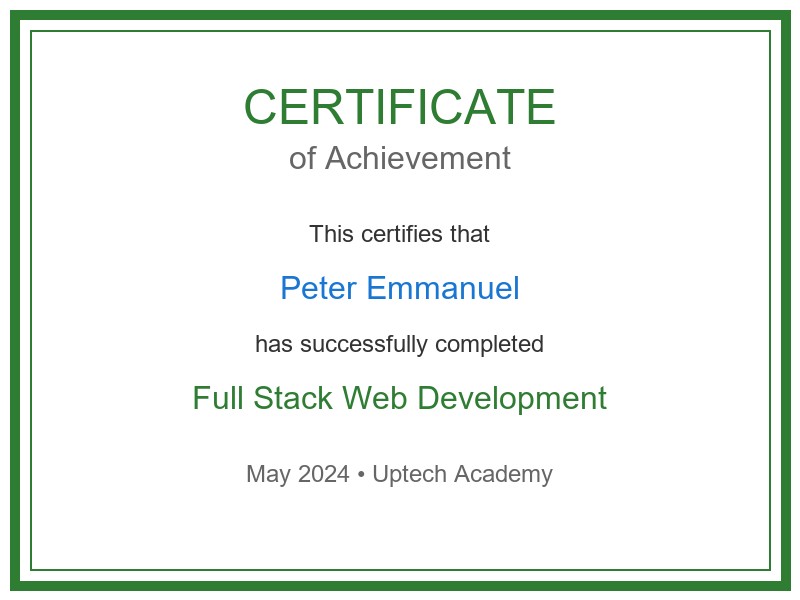 CERTIFICATE
of Achievement
This certifies that
Peter Emmanuel
has successfully completed
Full Stack Web Development
May 2024 • Uptech Academy